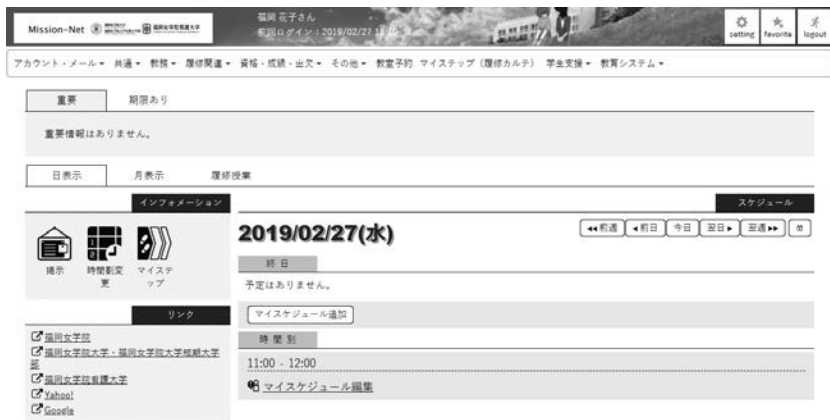 Mission-Net
福岡女学院看護大学
福岡 花子さん
前回ログイン：2019/02/27
setting
favorite
logout
アカウント・メール
共通
教務
履修関連
資格・成績・出欠
その他
教室予約
マイステップ（履修カルテ）
学生支援
教育システム
重要
期限あり
重要情報はありません。
日表示
月表示
履修授業
インフォメーション
掲示
時間割変
更
マイステ
ップ
リンク
福岡女学院
福岡女学院大学・福岡女学院大学短期大学
部
福岡女学院看護大学
Yahoo!
Google
スケジュール
2019/02/27(水)
前週
前日
今日
翌日
翌週
終日
予定はありません。
マイスケジュール追加
時間別
11:00 - 12:00
マイスケジュール編集